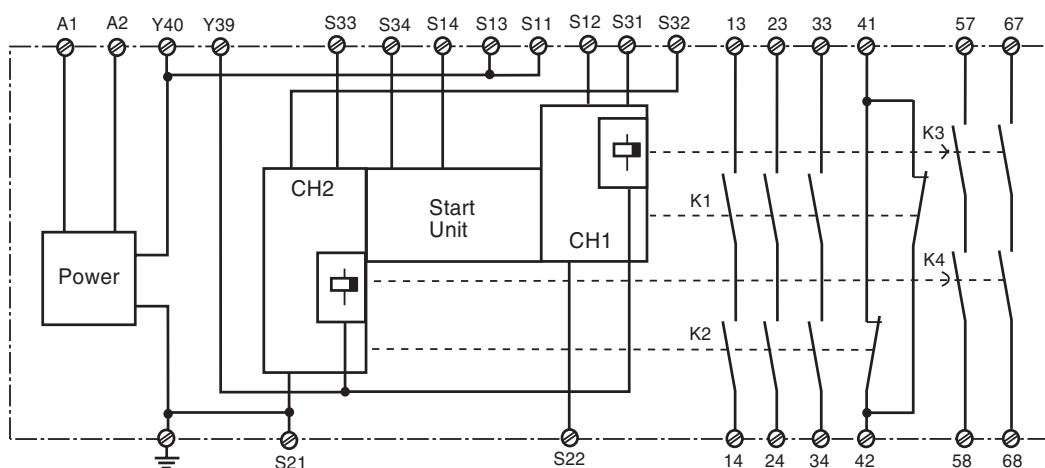 A1 A2 Y40 Y39 S33 S34 S14 S13 S11 S12 S31 S32 13 23 33 41 57 67
K3
CH2
Start
Unit
K1
CH1
Power
K4
K2
S21 S22 14 24 34 42 58 68